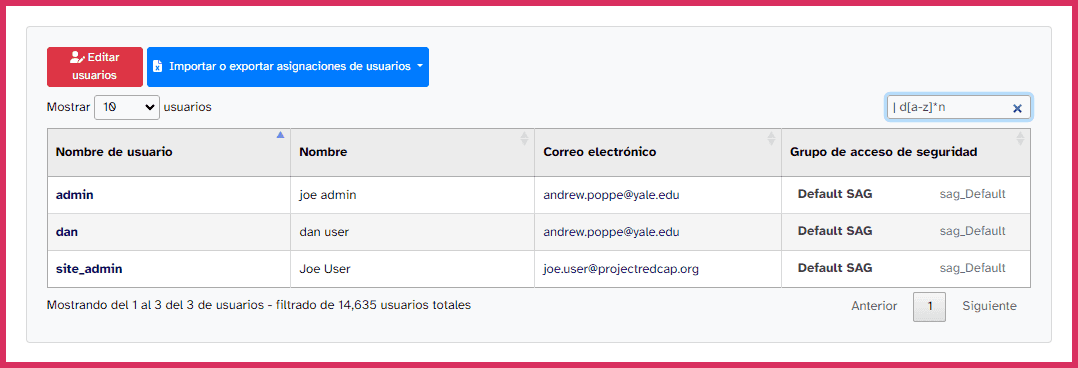 Editar
usuarios
Importar o exportar asignaciones de usuarios
Mostrar 10 usuarios
| d[a-z]*n
Nombre de usuario Nombre Correo electrónico Grupo de acceso de seguridad
admin joe admin andrew.poppe@yale.edu Default SAG sag_Default
dan dan user andrew.poppe@yale.edu Default SAG sag_Default
site_admin Joe User joe.user@projectredcap.org Default SAG sag_Default
Mostrando del 1 al 3 del 3 de usuarios - filtrado de 14,635 usuarios totales
Anterior 1 Siguiente